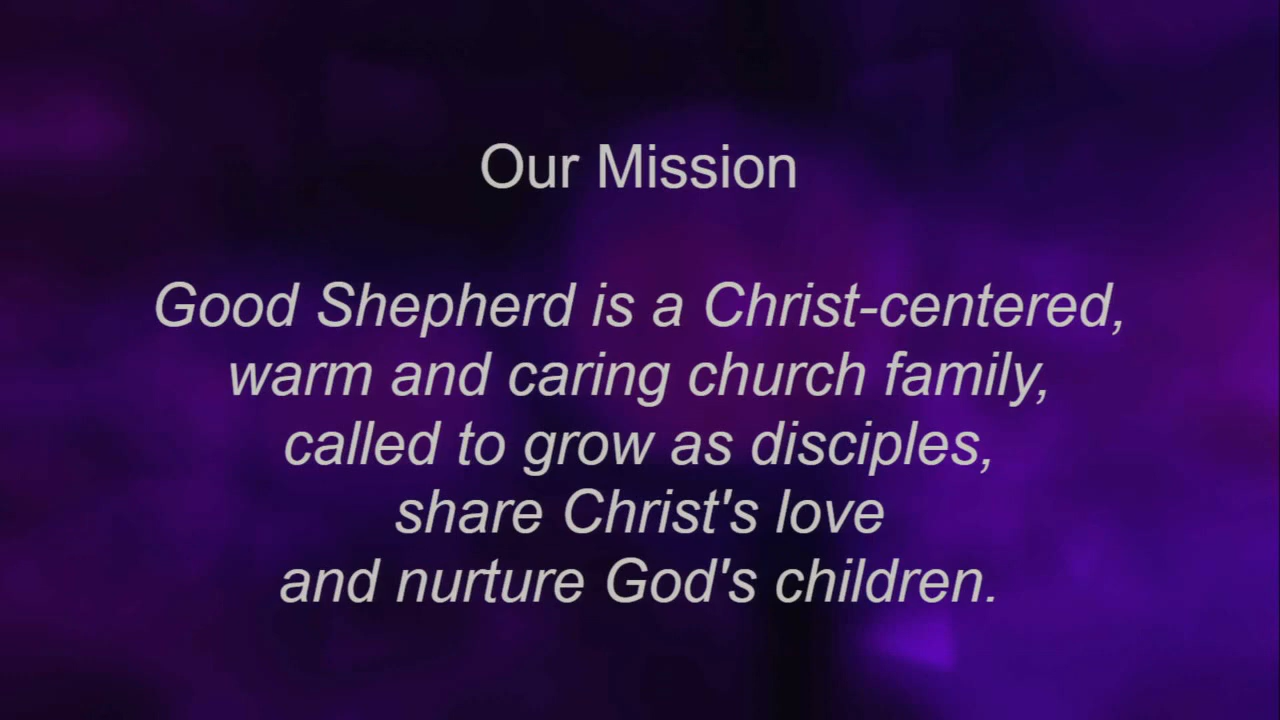 Our Mission
Good Shepherd is a Christ-centered,
warm and caring church family,
called to grow as disciples,
share Christ's love
and nurture God's children.